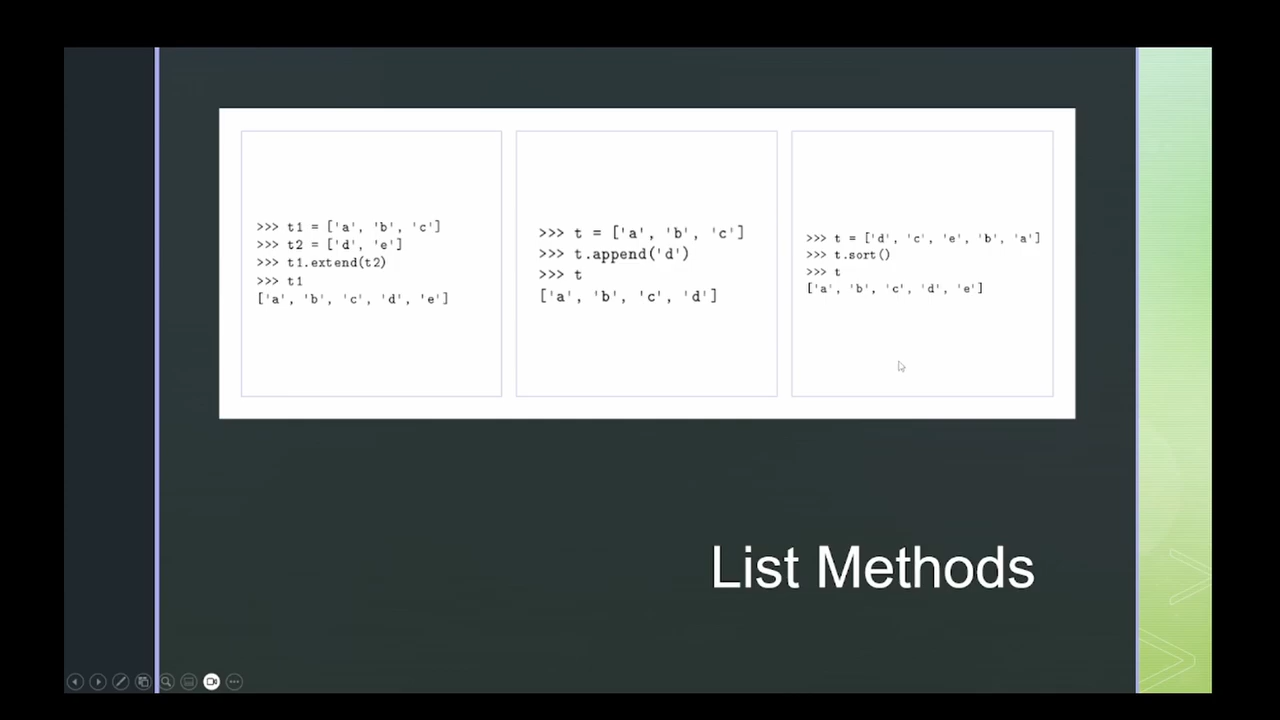 >>> t1 = ['a', 'b', 'c']
>>> t2 = ['d', 'e']
>>> t1.extend(t2)
>>> t1
['a', 'b', 'c', 'd', 'e']
>>> t = ['a', 'b', 'c']
>>> t.append('d')
>>> t
['a', 'b', 'c', 'd']
>>> t = ['d', 'c', 'e', 'b', 'a']
>>> t.sort()
>>> t
['a', 'b', 'c', 'd', 'e']
List Methods